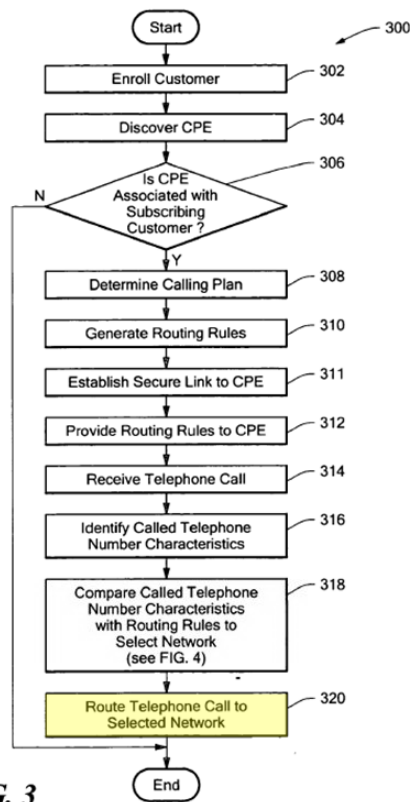 Start
300
Enroll Customer
302
Discover CPE
304
306
N
Is CPE
Associated with
Subscribing
Customer ?
Y
Determine Calling Plan
308
Generate Routing Rules
310
Establish Secure Link to CPE
311
Provide Routing Rules to CPE
312
Receive Telephone Call
314
Identify Called Telephone
Number Characteristics
316
Compare Called Telephone
Number Characteristics
with Routing Rules to
Select Network
(see FIG. 4)
318
Route Telephone Call to
Selected Network
320
End
3